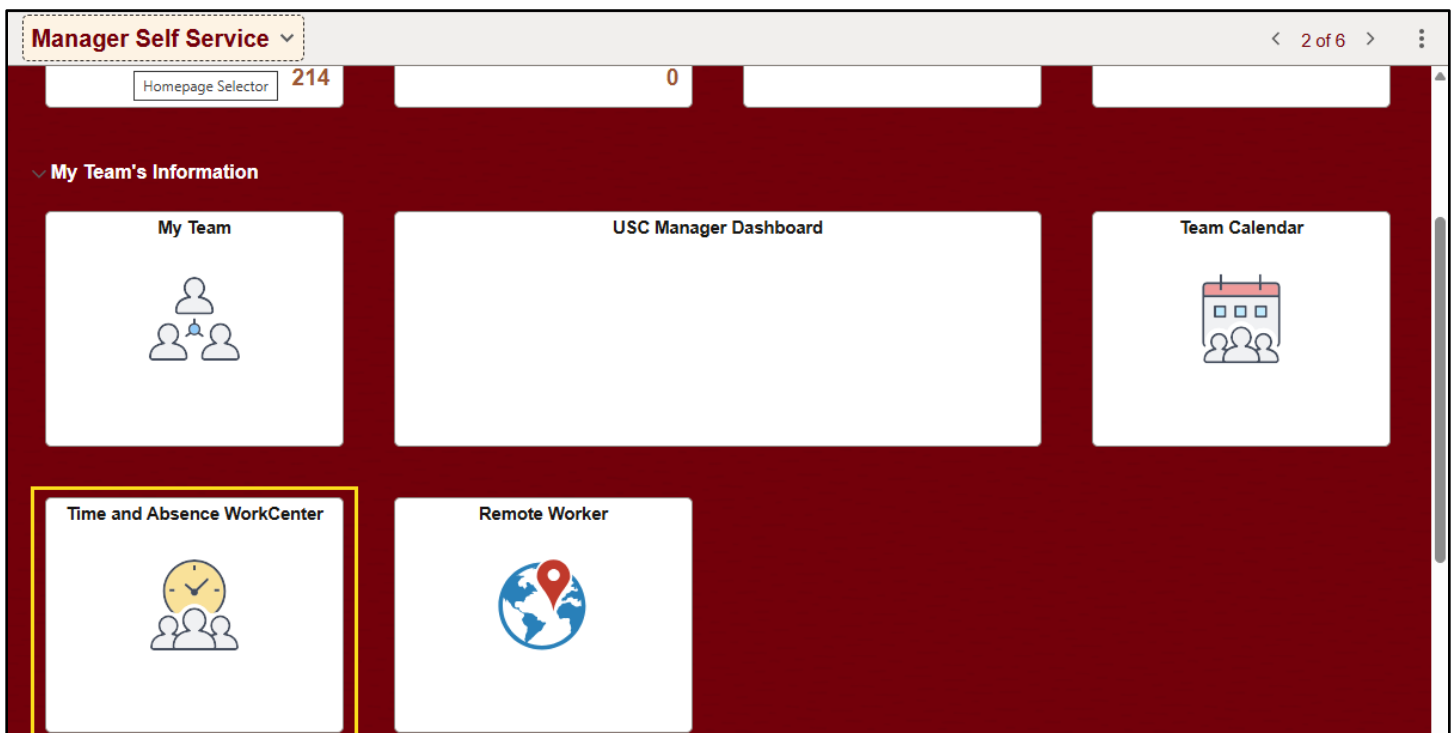 Manager Self Service
2 of 6
Homepage Selector
214
0
My Team's Information
My Team
USC Manager Dashboard
Team Calendar
Time and Absence WorkCenter
Remote Worker